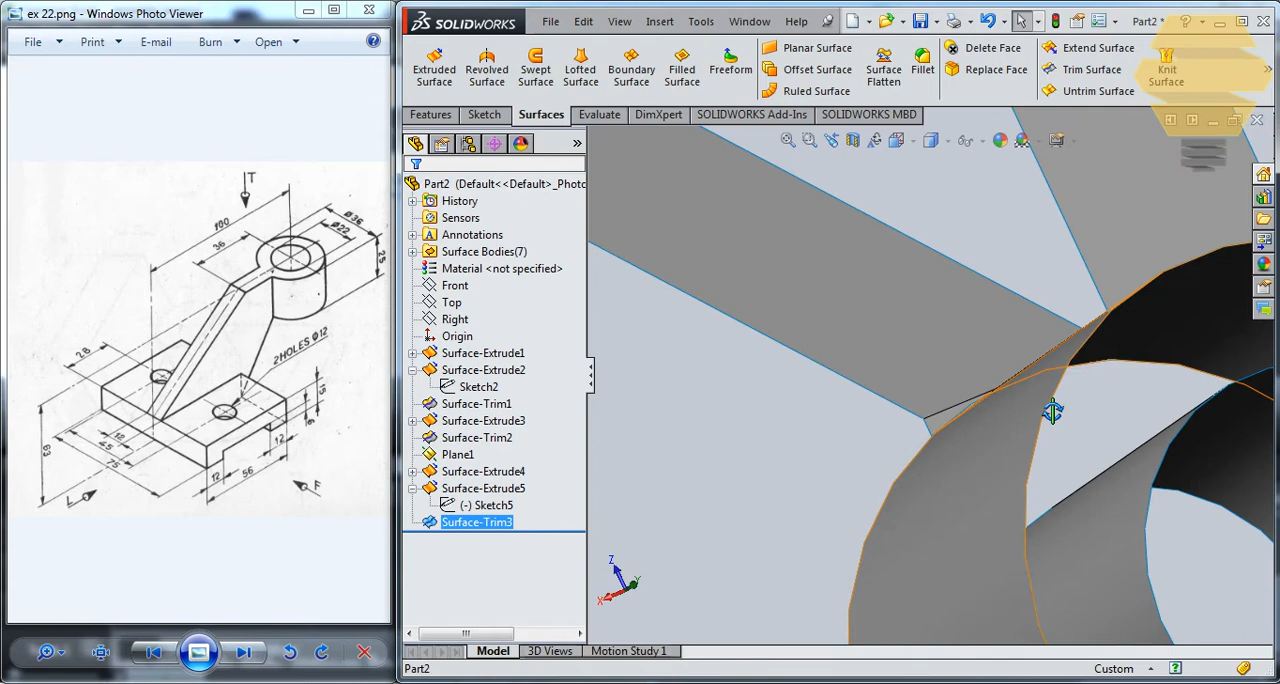 ex 22.png - Windows Photo Viewer
File Print E-mail Burn Open
T
100
36
Ø36
Ø22
25
2HOLES Ø12
28
15
9
63
12
45
75
12
12
56
L
F
SOLIDWORKS File Edit View Insert Tools Window Help Part2 *
Extruded Surface
Revolved Surface
Swept Surface
Lofted Surface
Boundary Surface
Filled Surface
Freeform
Planar Surface
Offset Surface
Ruled Surface
Surface Flatten
Fillet
Delete Face
Replace Face
Extend Surface
Trim Surface
Untrim Surface
Knit Surface
Features Sketch Surfaces Evaluate DimXpert SOLIDWORKS Add-Ins SOLIDWORKS MBD
Part2 (Default<<Default>_Photo
History
Sensors
Annotations
Surface Bodies(7)
Material <not specified>
Front
Top
Right
Origin
Surface-Extrude1
Surface-Extrude2
Sketch2
Surface-Trim1
Surface-Extrude3
Surface-Trim2
Plane1
Surface-Extrude4
Surface-Extrude5
(-) Sketch5
Surface-Trim3
Z
Y
X
Model 3D Views Motion Study 1
Part2 Custom